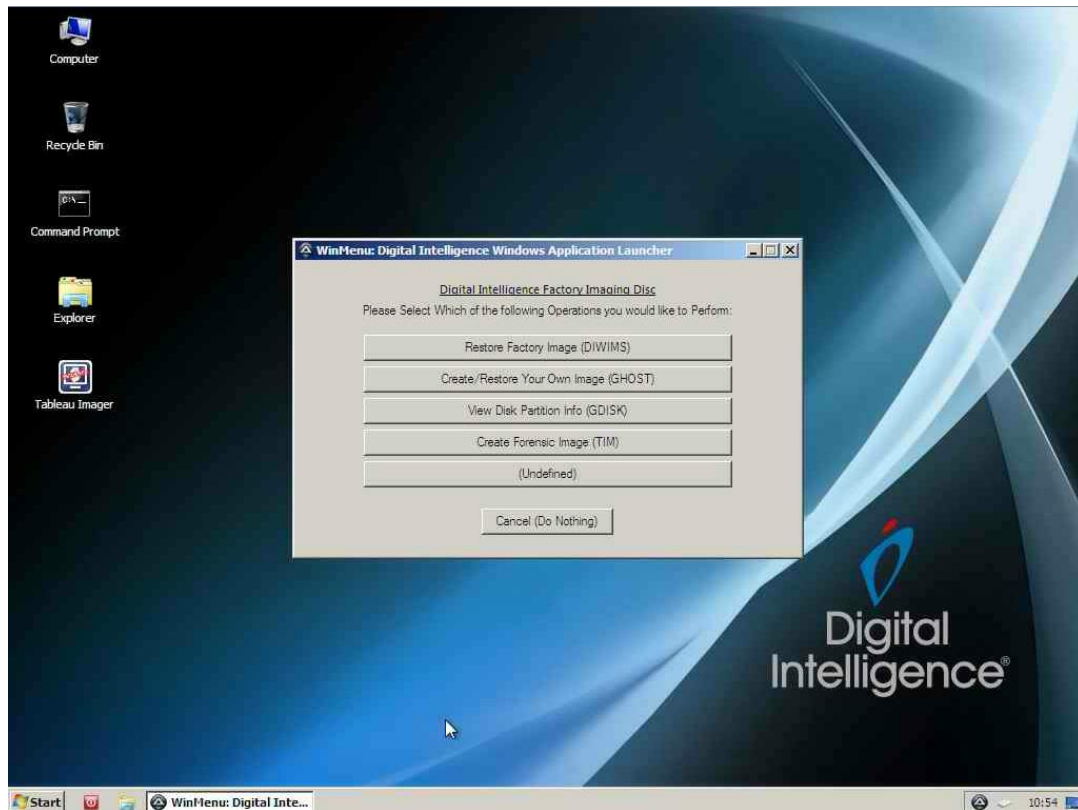 Computer
Recycle Bin
C:\_
Command Prompt
Explorer
Tableau Imager
WinMenu: Digital Intelligence Windows Application Launcher
Digital Intelligence Factory Imaging Disc
Please Select Which of the following Operations you would like to Perform:
Restore Factory Image (DIWIMS)
Create/Restore Your Own Image (GHOST)
View Disk Partition Info (GDISK)
Create Forensic Image (TIM)
(Undefined)
Cancel (Do Nothing)
Digital
Intelligence®
Start
WinMenu: Digital Inte...
10:54